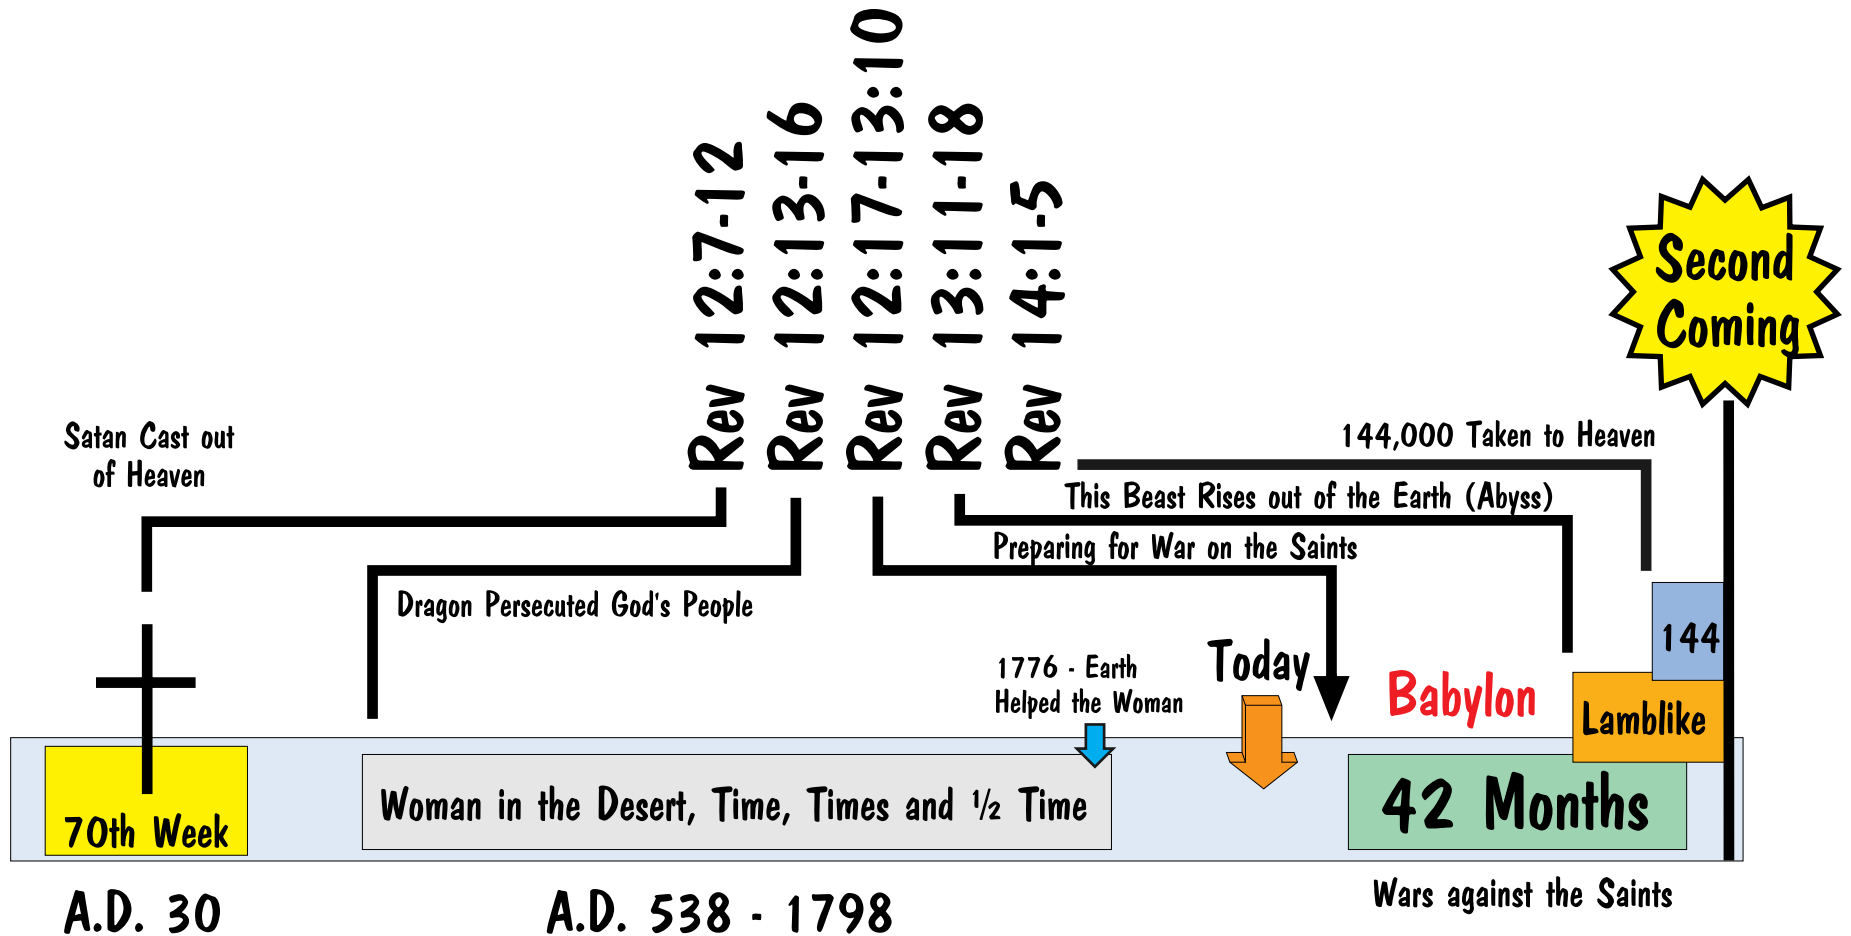 Rev 12:7-12
Rev 12:13-16
Rev 12:17-13:10
Rev 13:11-18
Rev 14:1-5
Second
Coming
Satan Cast out
of Heaven
144,000 Taken to Heaven
This Beast Rises out of the Earth (Abyss)
Preparing for War on the Saints
Dragon Persecuted God's People
1776 - Earth
Helped the Woman
Today
Babylon
144
Lamblike
70th Week
Woman in the Desert, Time, Times and ½ Time
42 Months
A.D. 30
A.D. 538 - 1798
Wars against the Saints